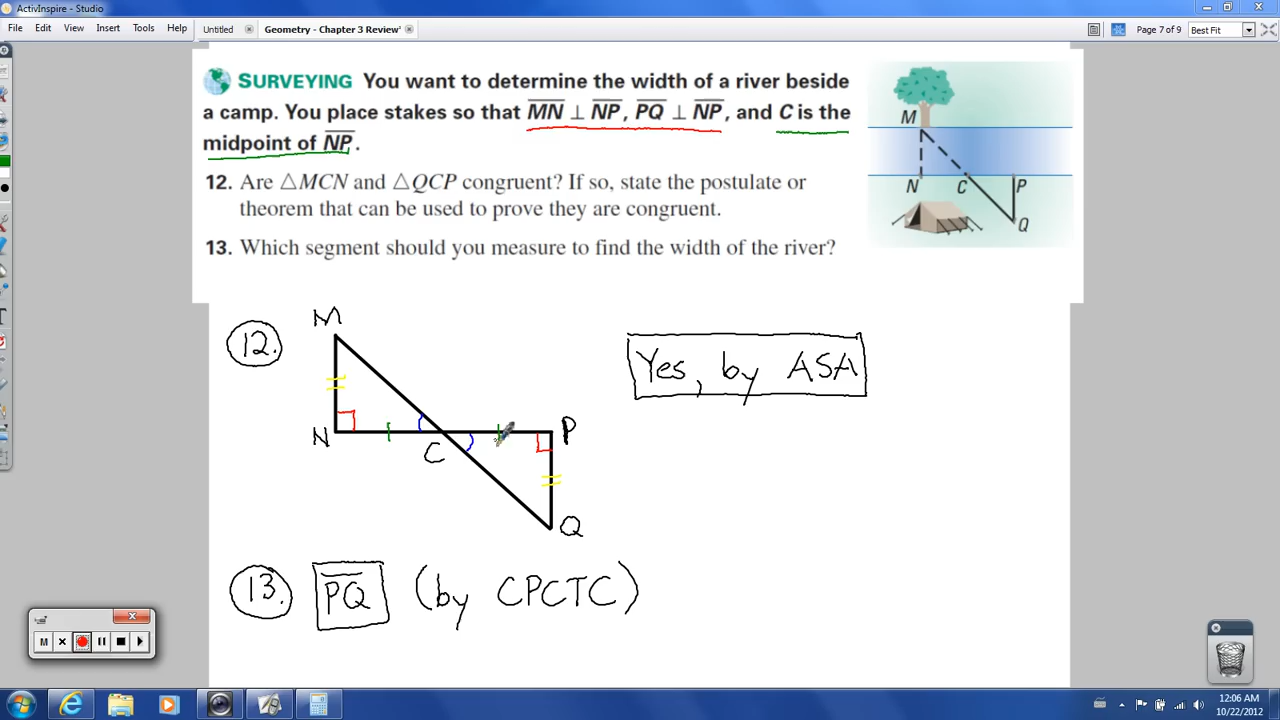 ActivInspire - Studio
File Edit View Insert Tools Help
Untitled
Geometry - Chapter 3 Review*
Page 7 of 9
Best Fit
SURVEYING You want to determine the width of a river beside
a camp. You place stakes so that MN ⊥ NP, PQ ⊥ NP, and C is the
midpoint of NP.
12. Are △MCN and △QCP congruent? If so, state the postulate or
theorem that can be used to prove they are congruent.
13. Which segment should you measure to find the width of the river?
M
N
C
P
Q
12.
M
N
C
P
Q
Yes, by ASA
13. PQ (by CPCTC)
M
12:06 AM
10/22/2012